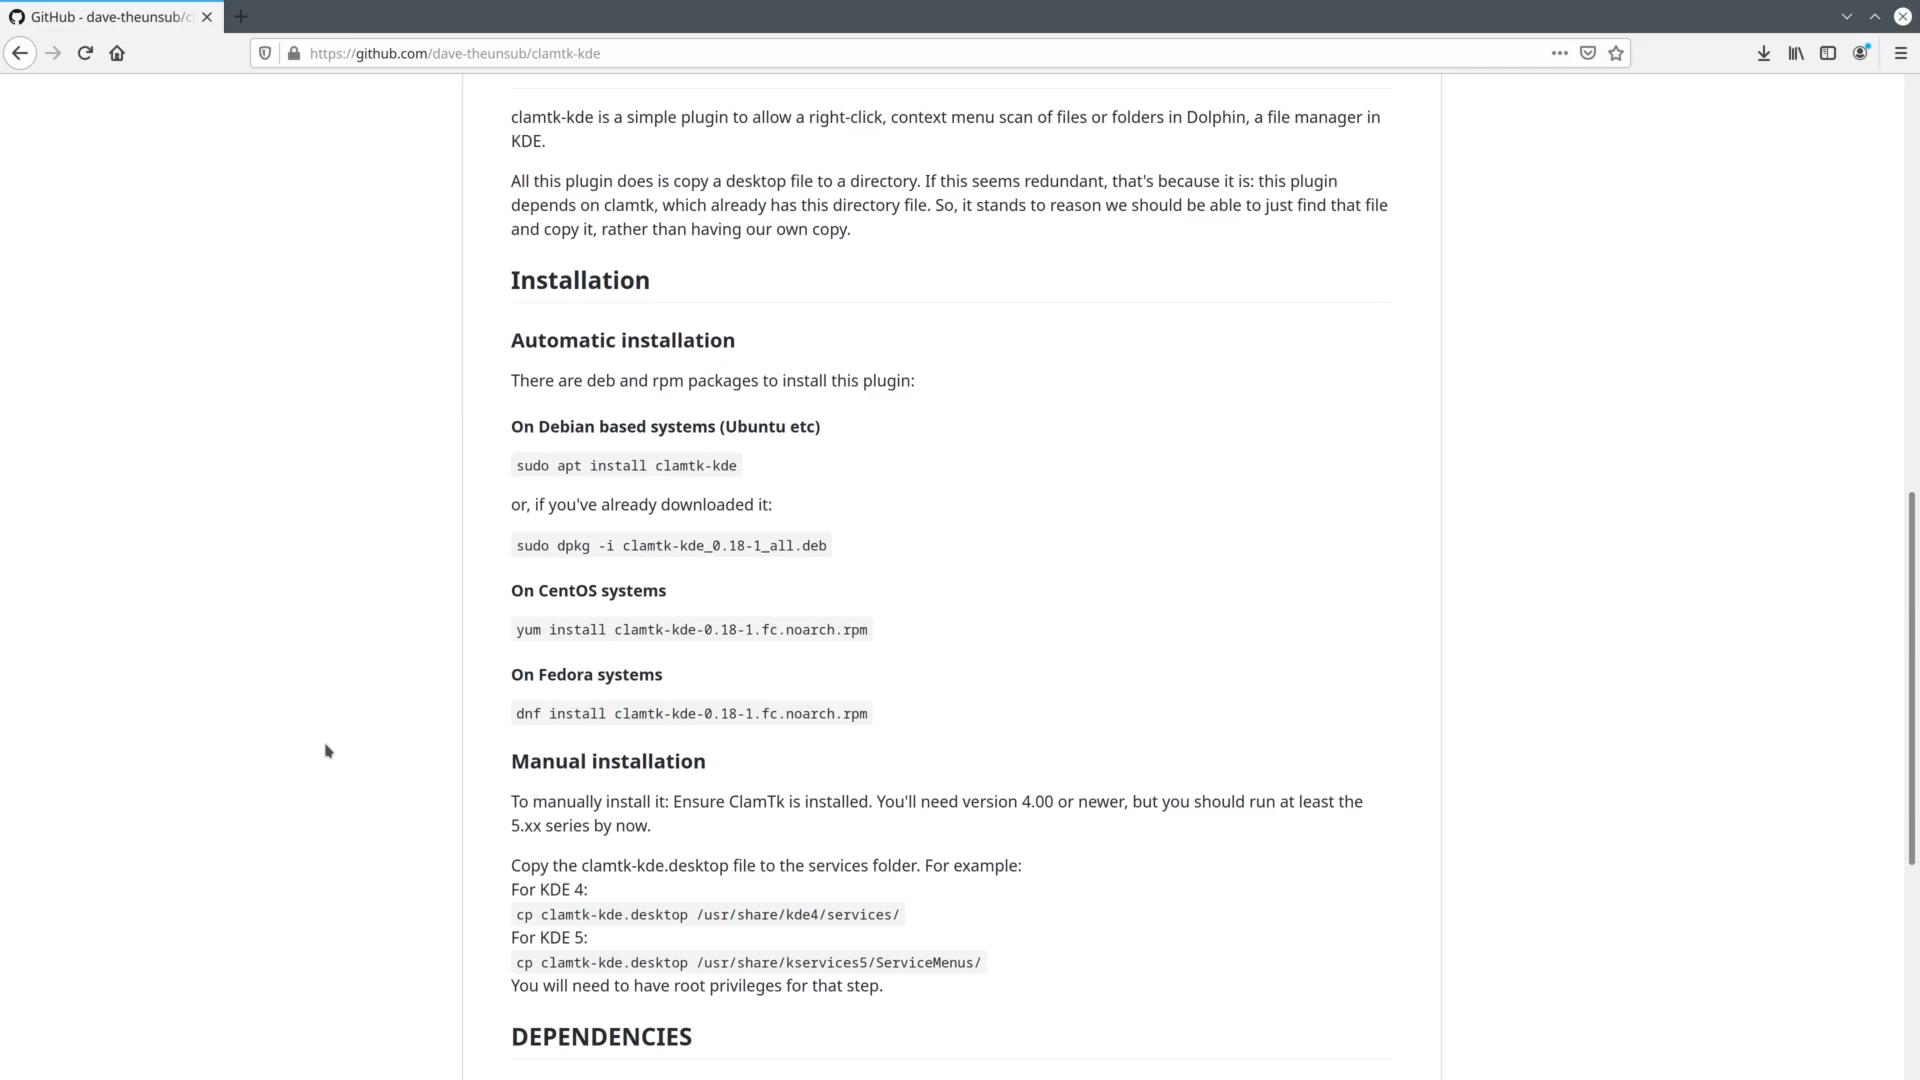 GitHub - dave-theunsub/c
https://github.com/dave-theunsub/clamtk-kde
clamtk-kde is a simple plugin to allow a right-click, context menu scan of files or folders in Dolphin, a file manager in
KDE.
All this plugin does is copy a desktop file to a directory. If this seems redundant, that's because it is: this plugin
depends on clamtk, which already has this directory file. So, it stands to reason we should be able to just find that file
and copy it, rather than having our own copy.
Installation
Automatic installation
There are deb and rpm packages to install this plugin:
On Debian based systems (Ubuntu etc)
sudo apt install clamtk-kde
or, if you've already downloaded it:
sudo dpkg -i clamtk-kde_0.18-1_all.deb
On CentOS systems
yum install clamtk-kde-0.18-1.fc.noarch.rpm
On Fedora systems
dnf install clamtk-kde-0.18-1.fc.noarch.rpm
Manual installation
To manually install it: Ensure ClamTk is installed. You'll need version 4.00 or newer, but you should run at least the
5.xx series by now.
Copy the clamtk-kde.desktop file to the services folder. For example:
For KDE 4:
cp clamtk-kde.desktop /usr/share/kde4/services/
For KDE 5:
cp clamtk-kde.desktop /usr/share/kservices5/ServiceMenus/
You will need to have root privileges for that step.
DEPENDENCIES